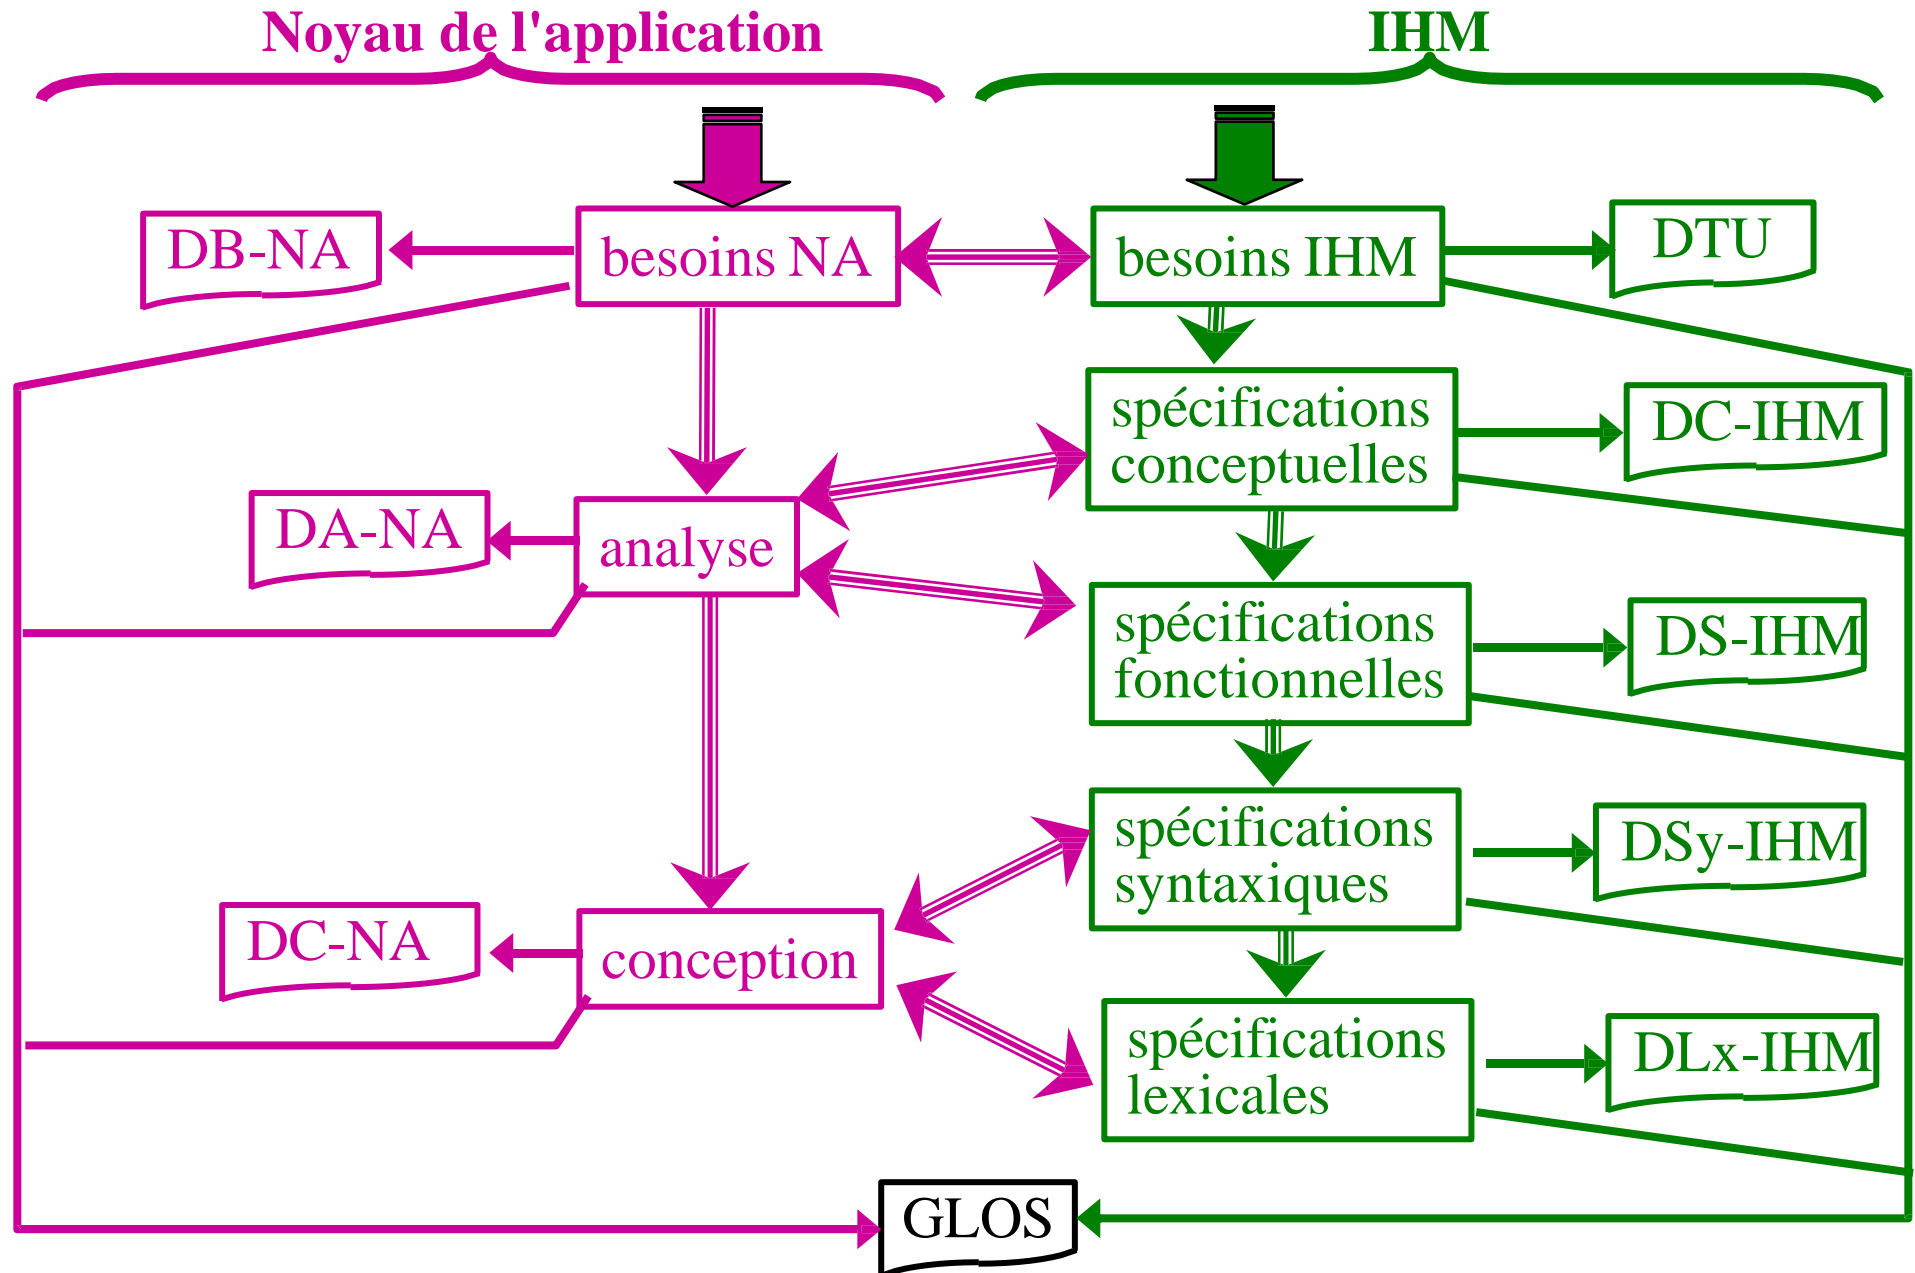 Noyau de l'application
IHM
DB-NA
besoins NA
besoins IHM
DTU
spécifications
conceptuelles
DC-IHM
DA-NA
analyse
spécifications
fonctionnelles
DS-IHM
spécifications
syntaxiques
DSy-IHM
DC-NA
conception
spécifications
lexicales
DLx-IHM
GLOS